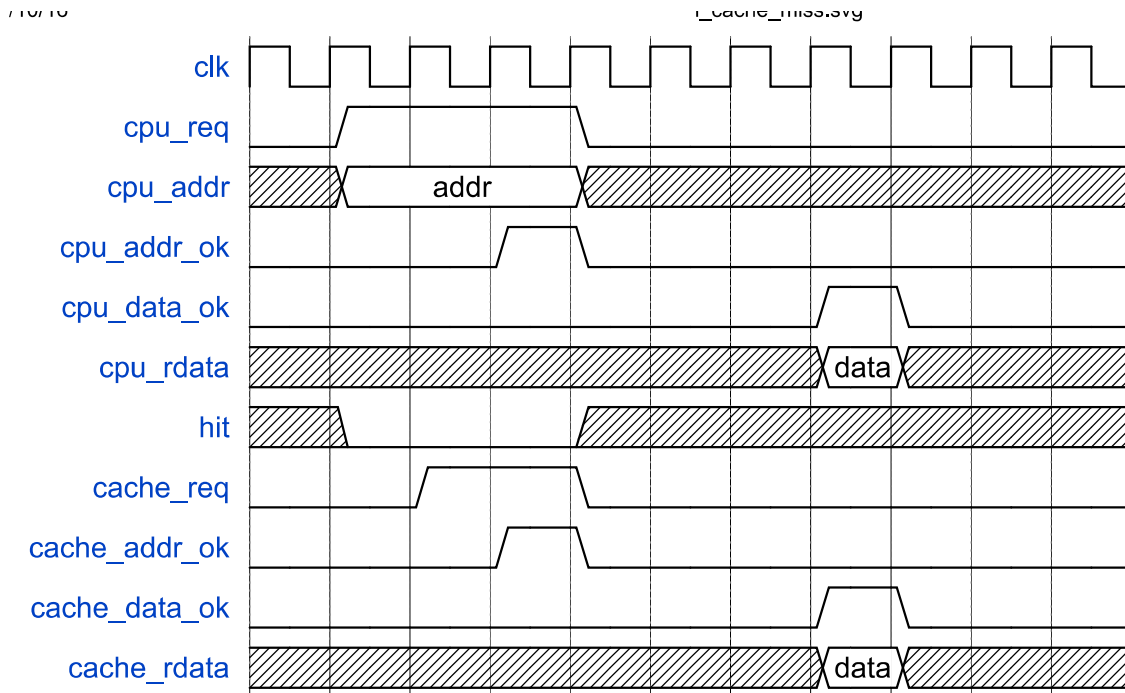 clk
cpu_req
cpu_addr
addr
cpu_addr_ok
cpu_data_ok
cpu_rdata
data
hit
cache_req
cache_addr_ok
cache_data_ok
cache_rdata
data